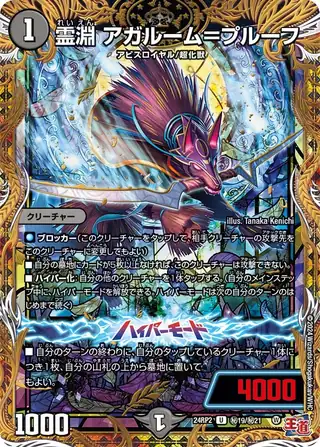 1
れいえん
霊淵 アガルーム=プルーフ
アビスロイヤル/超化獣
illus. Tanaka Kenichi
クリーチャー
■ブロッカー(このクリーチャーをタップして、相手クリーチャーの攻撃先を
このクリーチャーに変更してもよい)
■自分の墓地にカードが5枚以上なければ、このクリーチャーは攻撃できない。
■ハイパー化:自分の他のクリーチャーを1体タップする。(自分のメインステッ
プ中に、ハイパーモードを解放できる。ハイパーモードは次の自分のターンのは
じめまで続く)
ハイパーモード
■自分のターンの終わりに、自分のタップしているクリーチャー1体に
つき1枚、自分の山札の上から墓地に置いて
もよい。
4000
1000
1
24RP2
U
王道